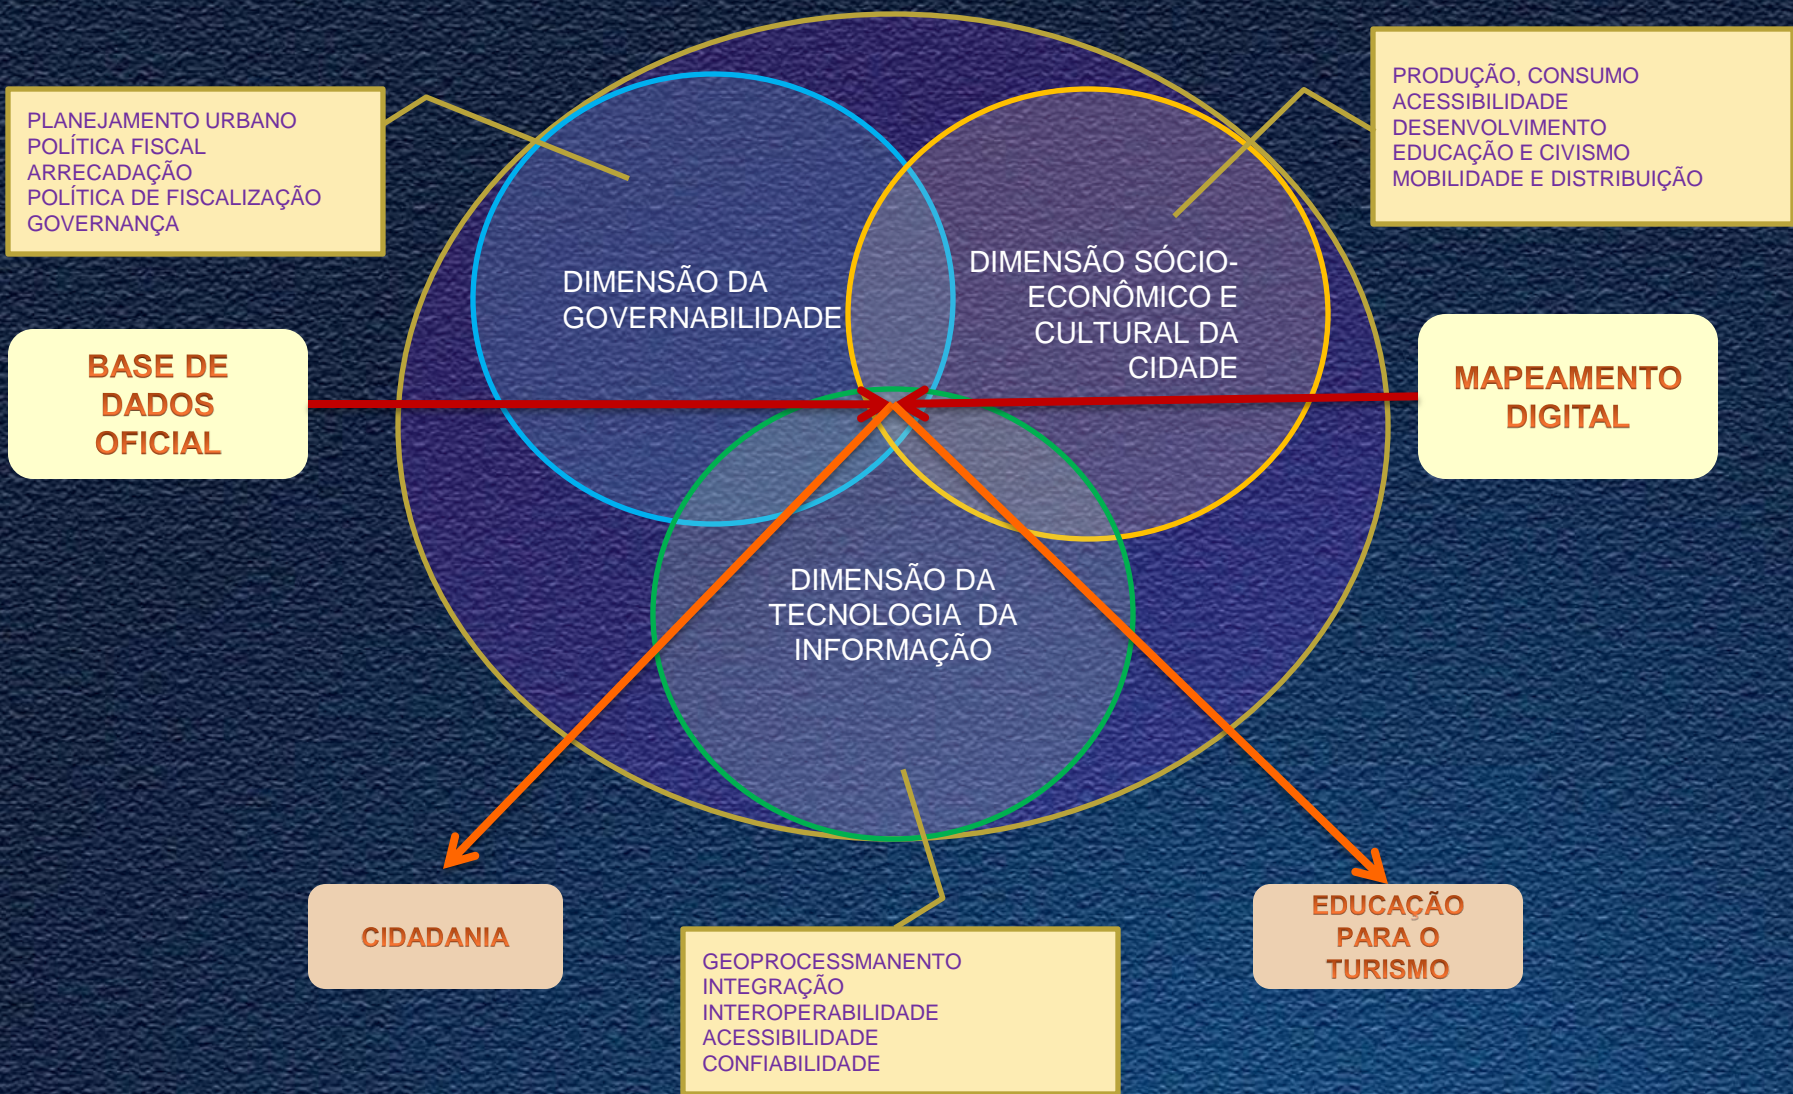 PLANEJAMENTO URBANO
POLÍTICA FISCAL
ARRECADAÇÃO
POLÍTICA DE FISCALIZAÇÃO
GOVERNANÇA
PRODUÇÃO, CONSUMO
ACESSIBILIDADE
DESENVOLVIMENTO
EDUCAÇÃO E CIVISMO
MOBILIDADE E DISTRIBUIÇÃO
DIMENSÃO DA
GOVERNABILIDADE
DIMENSÃO SÓCIO-
ECONÔMICO E
CULTURAL DA
CIDADE
BASE DE
DADOS
OFICIAL
MAPEAMENTO
DIGITAL
DIMENSÃO DA
TECNOLOGIA DA
INFORMAÇÃO
CIDADANIA
EDUCAÇÃO
PARA O
TURISMO
GEOPROCESSMANENTO
INTEGRAÇÃO
INTEROPERABILIDADE
ACESSIBILIDADE
CONFIABILIDADE